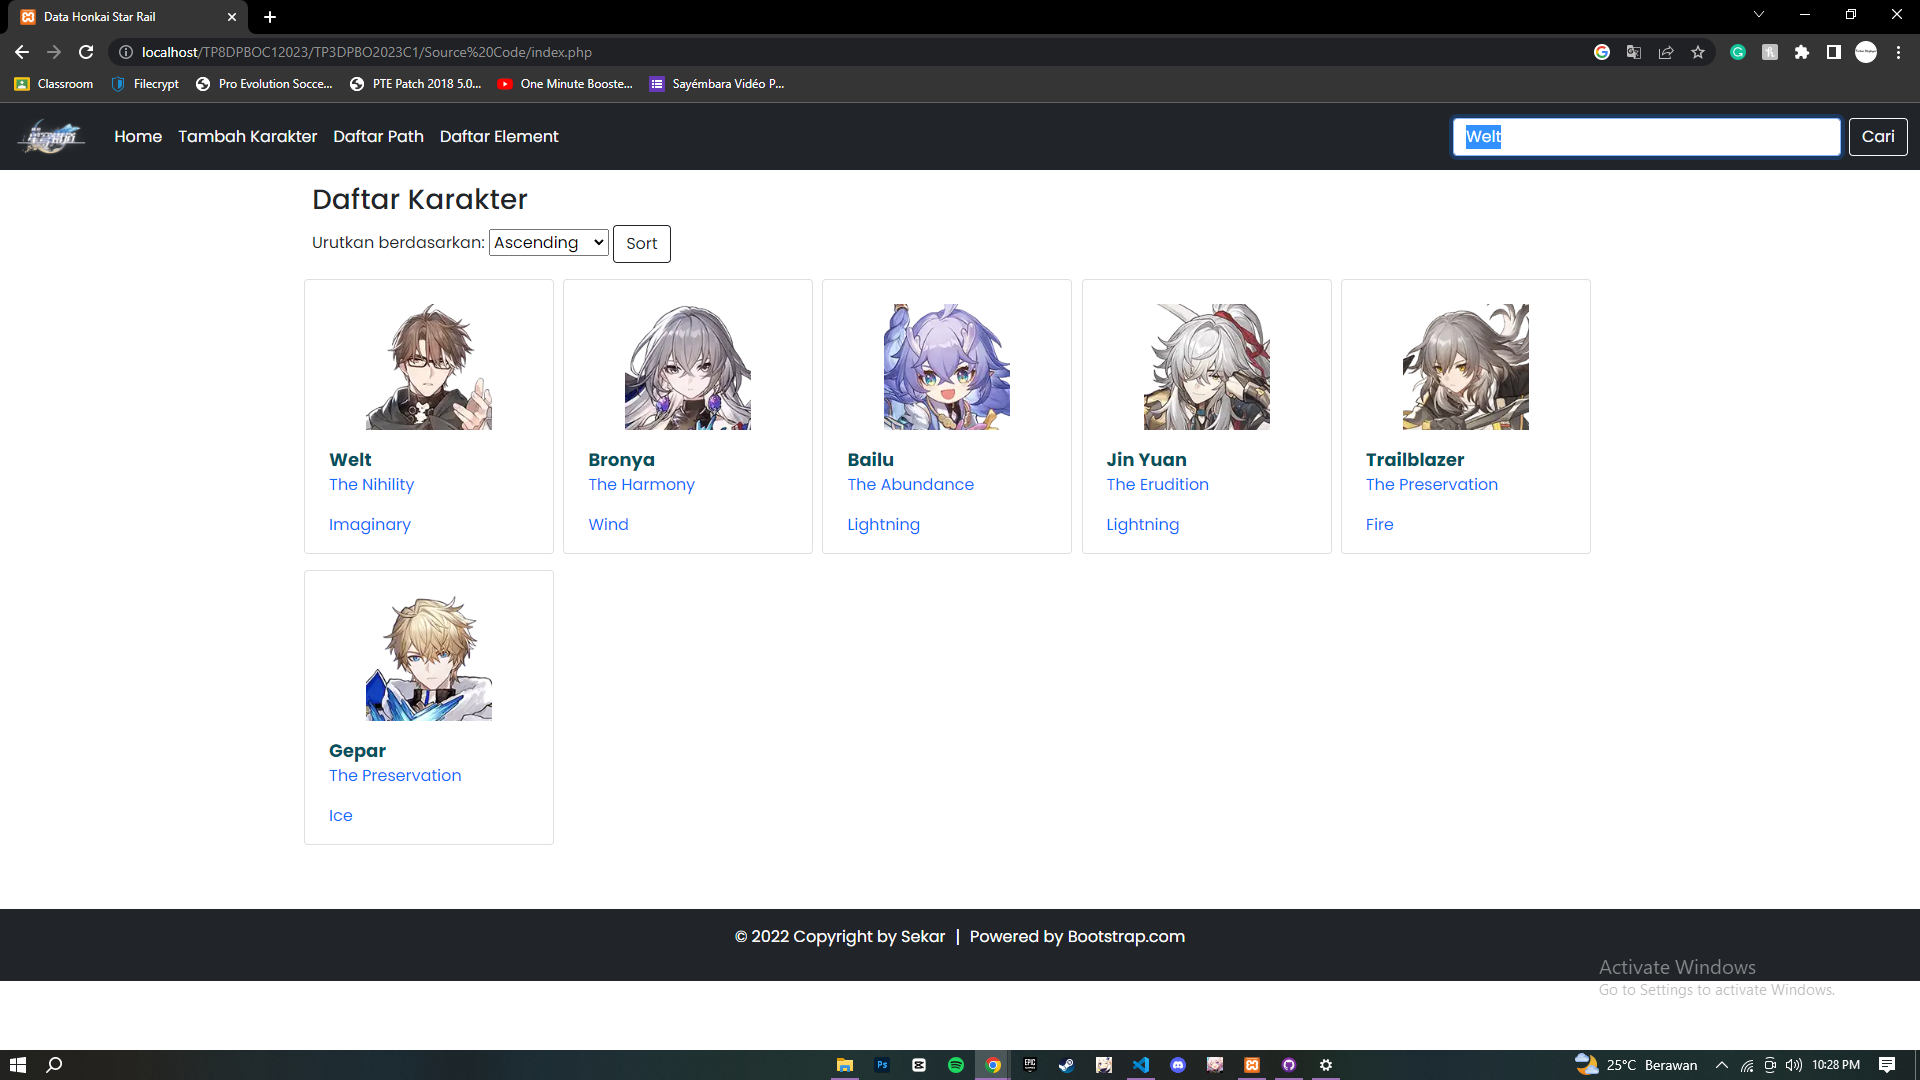 Data Honkai Star Rail
localhost/TP8DPBOC12023/TP3DPBO2023C1/Source%20Code/index.php
Classroom Filecrypt Pro Evolution Socce... PTE Patch 2018 5.0... One Minute Booste... Sayémbara Vidéo P...
Home Tambah Karakter Daftar Path Daftar Element Welt Cari
Daftar Karakter
Urutkan berdasarkan: Ascending Sort
Welt
The Nihility
Imaginary
Bronya
The Harmony
Wind
Bailu
The Abundance
Lightning
Jin Yuan
The Erudition
Lightning
Trailblazer
The Preservation
Fire
Gepar
The Preservation
Ice
© 2022 Copyright by Sekar | Powered by Bootstrap.com
Activate Windows
Go to Settings to activate Windows.
25°C Berawan 10:28 PM